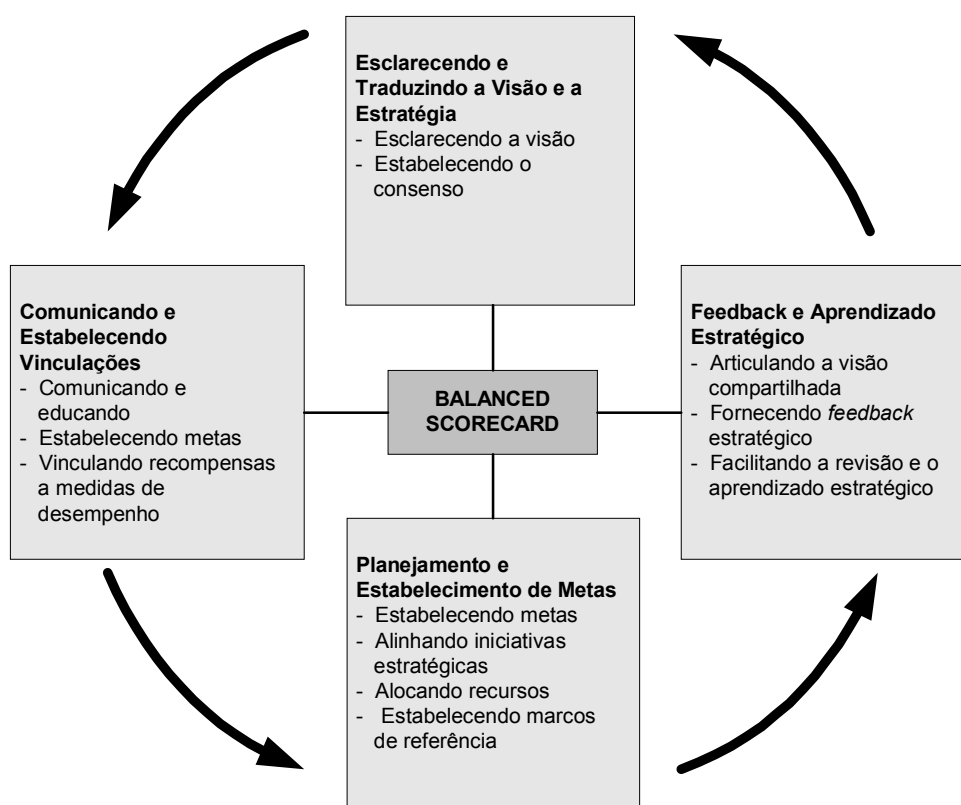 Esclarecendo e
Traduzindo a Visão e a
Estratégia
- Esclarecendo a visão
- Estabelecendo o
consenso
Comunicando e
Estabelecendo
Vinculações
- Comunicando e
educando
- Estabelecendo metas
- Vinculando recompensas
a medidas de
desempenho
BALANCED
SCORECARD
Feedback e Aprendizado
Estratégico
- Articulando a visão
compartilhada
- Fornecendo feedback
estratégico
- Facilitando a revisão e o
aprendizado estratégico
Planejamento e
Estabelecimento de Metas
- Estabelecendo metas
- Alinhando iniciativas
estratégicas
- Alocando recursos
- Estabelecendo marcos
de referência